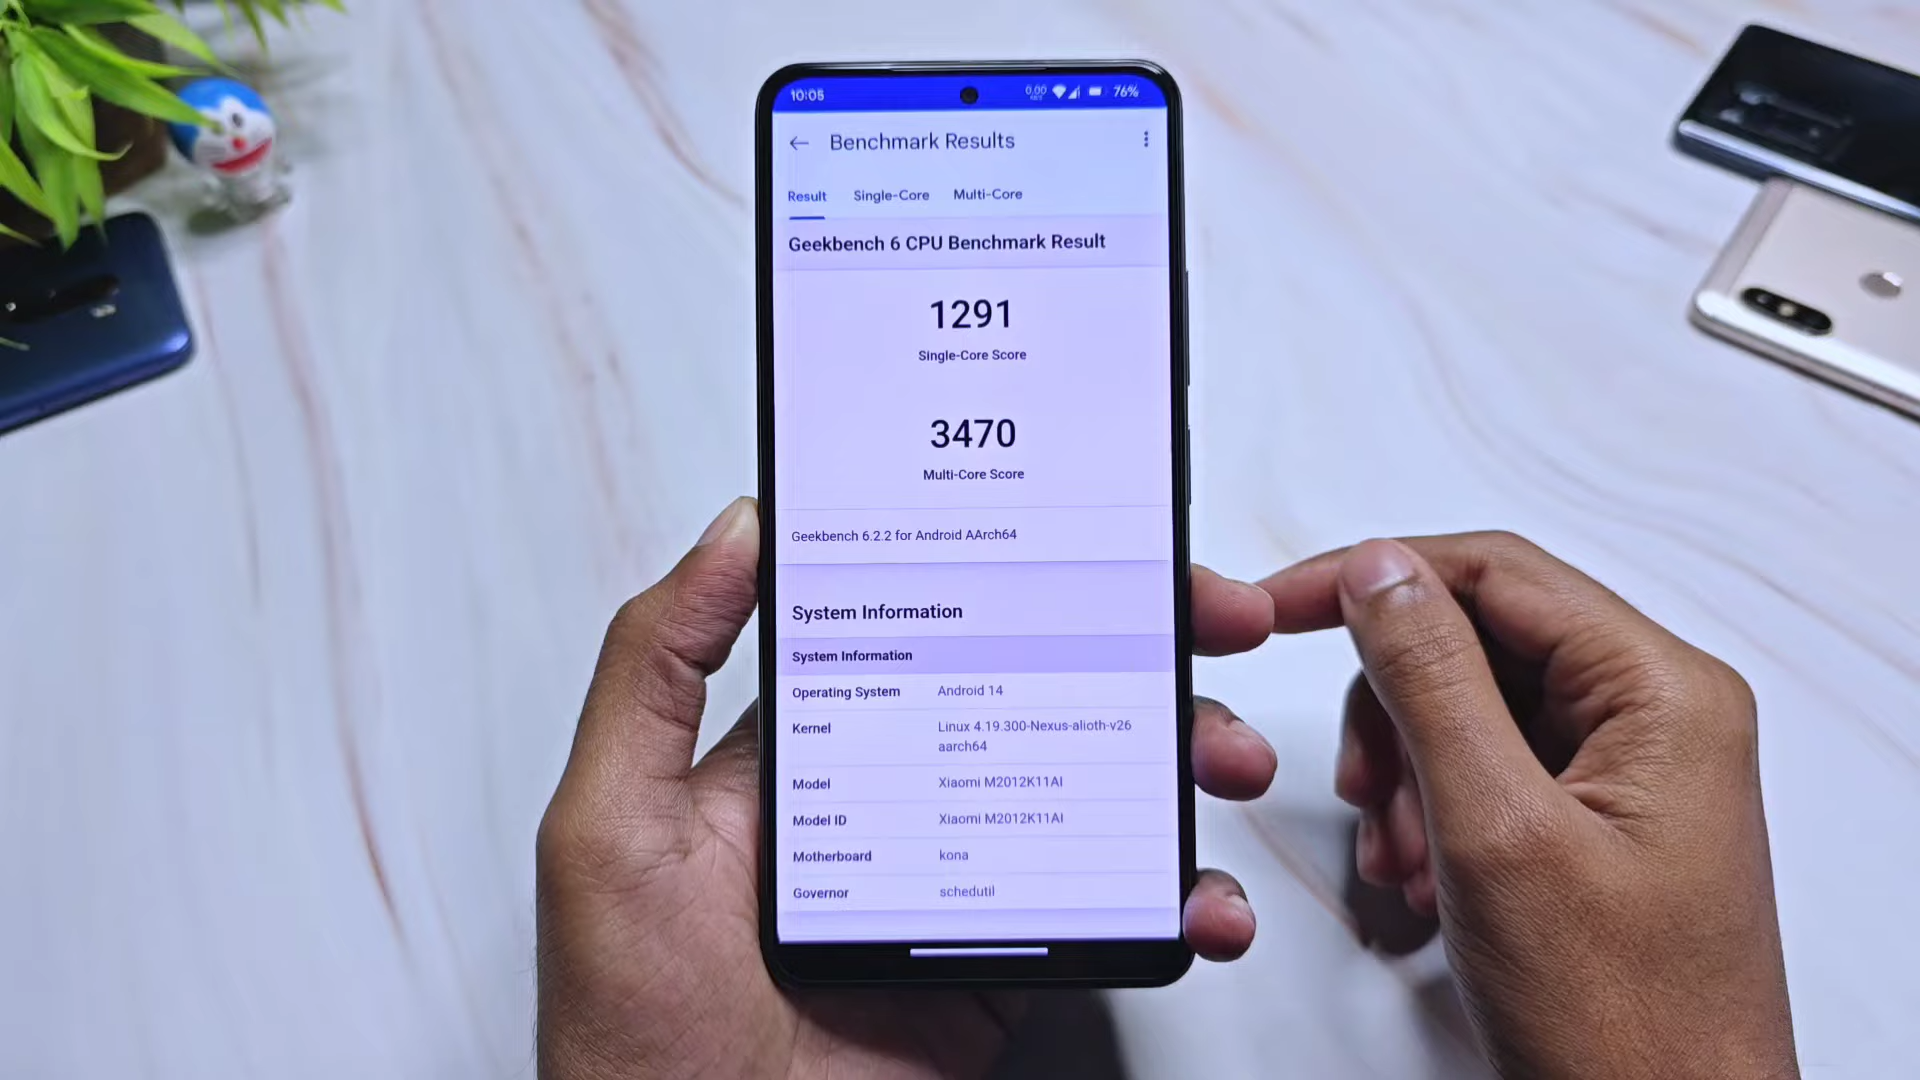 10:05
0.00
76%
Benchmark Results
Result Single-Core Multi-Core
Geekbench 6 CPU Benchmark Result
1291
Single-Core Score
3470
Multi-Core Score
Geekbench 6.2.2 for Android AArch64
System Information
System Information
Operating System Android 14
Kernel Linux 4.19.300-Nexus-alioth-v26
aarch64
Model Xiaomi M2012K11AI
Model ID Xiaomi M2012K11AI
Motherboard kona
Governor schedutil